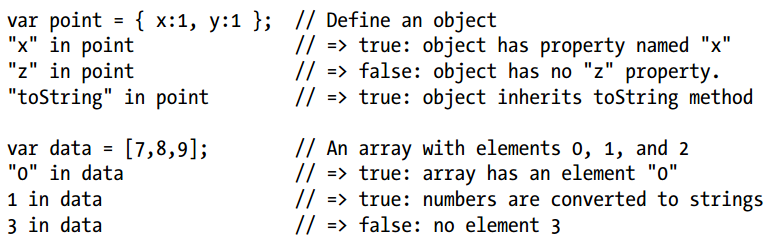 var point = { x:1, y:1 };  // Define an object
"x" in point               // => true: object has property named "x"
"z" in point               // => false: object has no "z" property.
"toString" in point        // => true: object inherits toString method

var data = [7,8,9];        // An array with elements 0, 1, and 2
"0" in data                // => true: array has an element "0"
1 in data                  // => true: numbers are converted to strings
3 in data                  // => false: no element 3